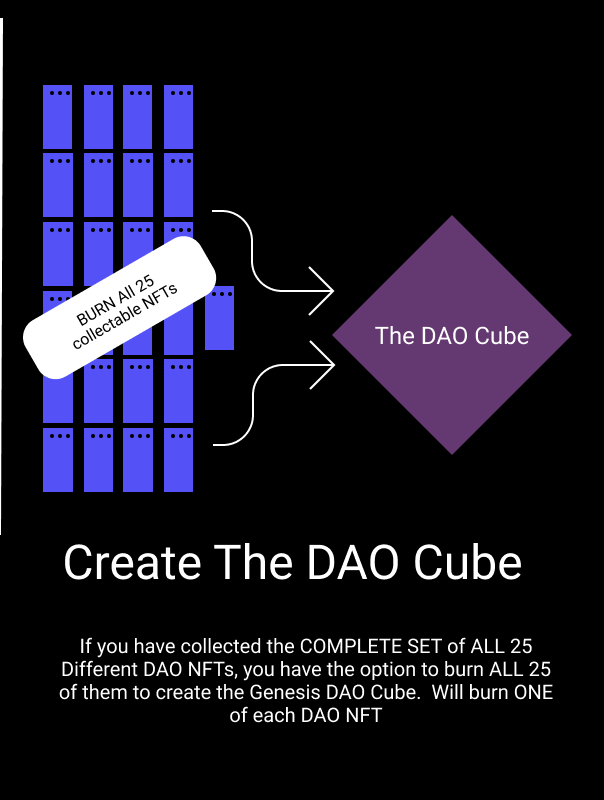 BURN All 25
collectable NFTs
The DAO Cube
Create The DAO Cube
If you have collected the COMPLETE SET of ALL 25
Different DAO NFTs, you have the option to burn ALL 25
of them to create the Genesis DAO Cube.  Will burn ONE
of each DAO NFT